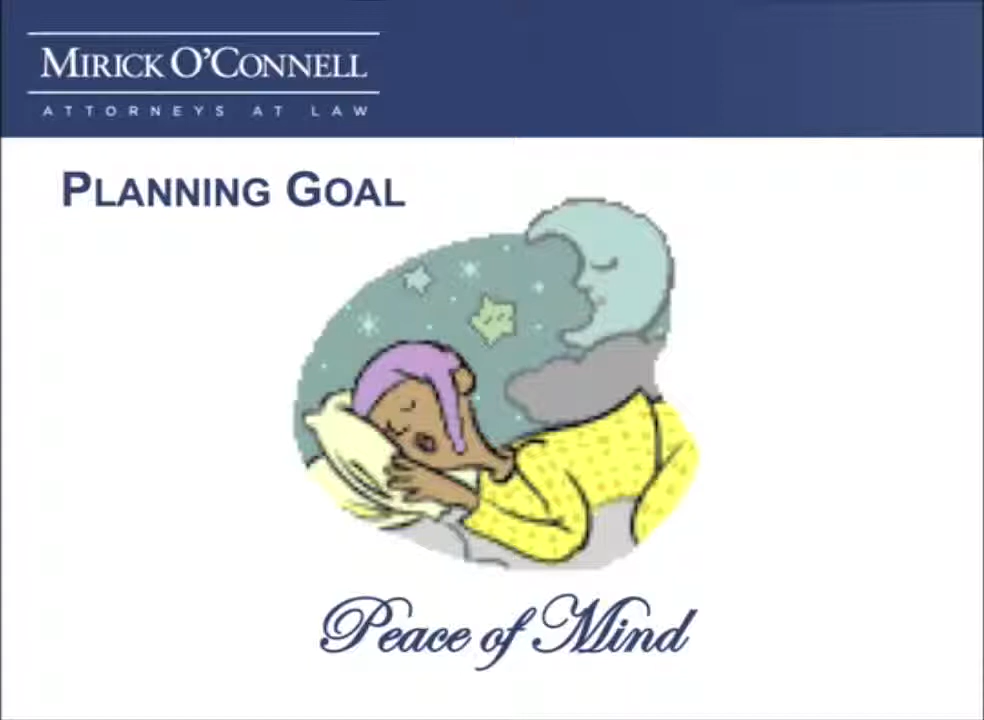 MIRICK O'CONNELL
ATTORNEYS AT LAW
PLANNING GOAL
Peace of Mind